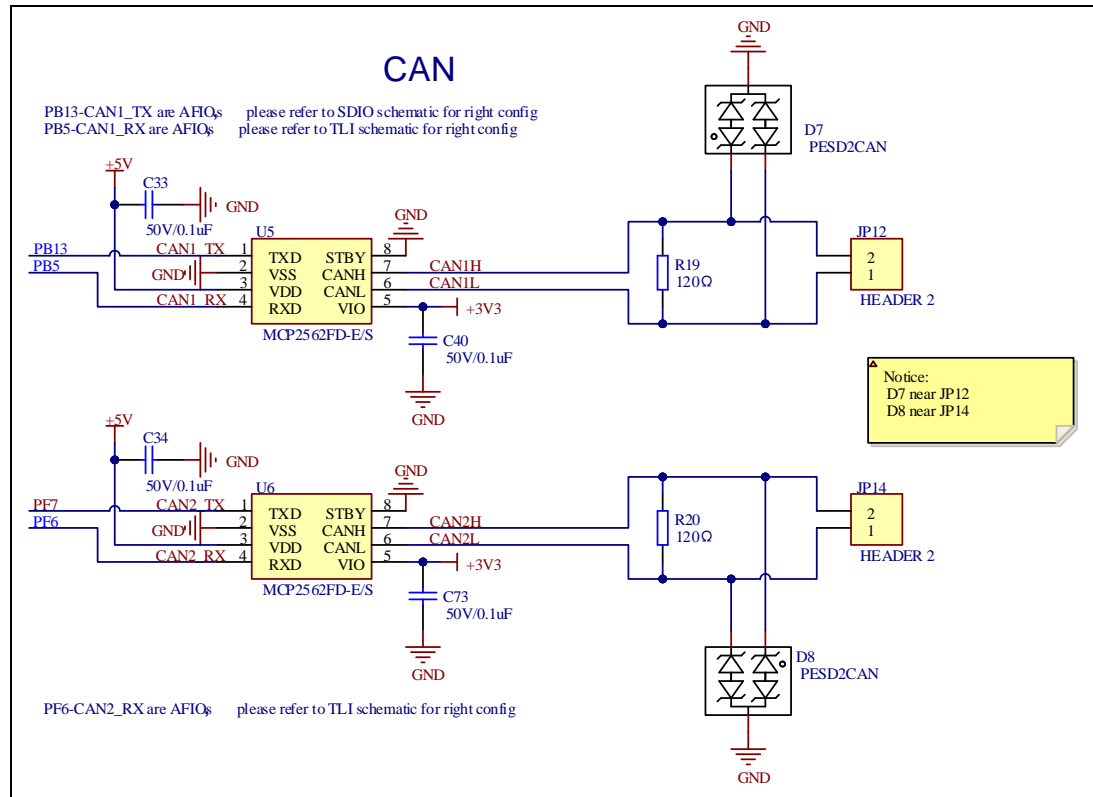 GND
CAN
PB13-CAN1_TX are AFIOs, please refer to SDIO schematic for right config
PB5-CAN1_RX are AFIOs please refer to TLI schematic for right config
D7
PESD2CAN
+5V
C33
GND
50V/0.1uF
GND
U5
JP12
PB13 CAN1_TX 1 TXD STBY 8
PB5 GND 2 VSS CANH 7 CAN1H
3 VDD CANL 6 CAN1L
CAN1_RX 4 RXD VIO 5 +3V3
R19
120Ω
2
1
HEADER 2
MCP2562FD-E/S
C40
50V/0.1uF
GND
Notice:
D7 near JP12
D8 near JP14
+5V
C34
GND
50V/0.1uF
GND
U6
JP14
PF7 CAN2_TX 1 TXD STBY 8
PF6 GND 2 VSS CANH 7 CAN2H
3 VDD CANL 6 CAN2L
CAN2_RX 4 RXD VIO 5 +3V3
R20
120Ω
2
1
HEADER 2
MCP2562FD-E/S
C73
50V/0.1uF
GND
D8
PESD2CAN
PF6-CAN2_RX are AFIOs please refer to TLI schematic for right config
GND